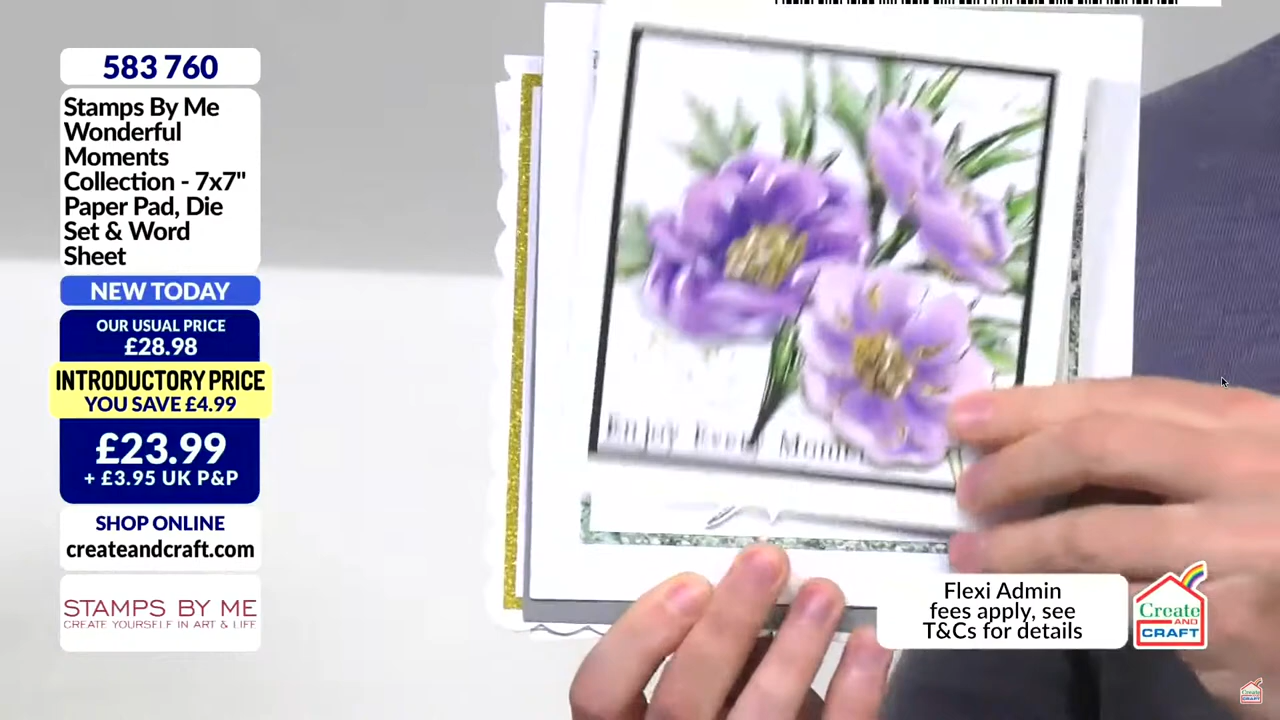 583 760
Stamps By Me
Wonderful
Moments
Collection - 7x7"
Paper Pad, Die
Set & Word
Sheet
NEW TODAY
OUR USUAL PRICE
£28.98
INTRODUCTORY PRICE
YOU SAVE £4.99
£23.99
+ £3.95 UK P&P
SHOP ONLINE
createandcraft.com
STAMPS BY ME
CREATE YOURSELF IN ART & LIFE
Enjoy Every
Flexi Admin
fees apply, see
T&Cs for details
Create
AND
CRAFT